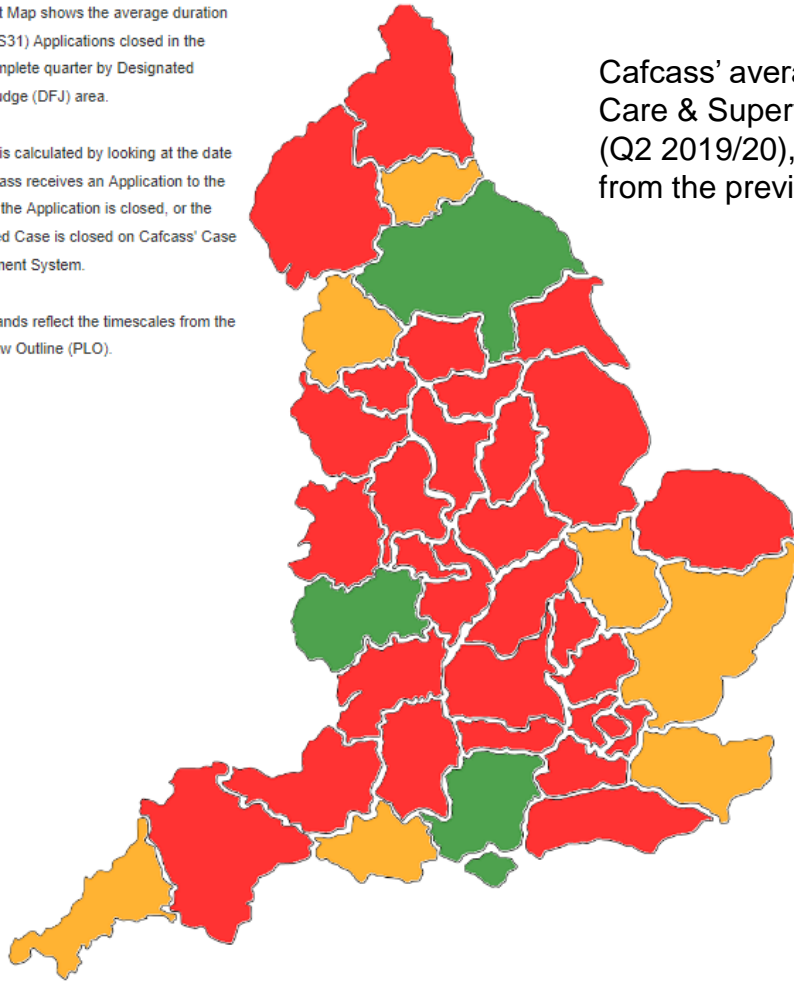 t Map shows the average duration
S31) Applications closed in the
mplete quarter by Designated
udge (DFJ) area.
is calculated by looking at the date
ass receives an Application to the
the Application is closed, or the
ed Case is closed on Cafcass' Case
ment System.
ands reflect the timescales from the
w Outline (PLO).
Cafcass’ avera
Care & Super
(Q2 2019/20),
from the previ